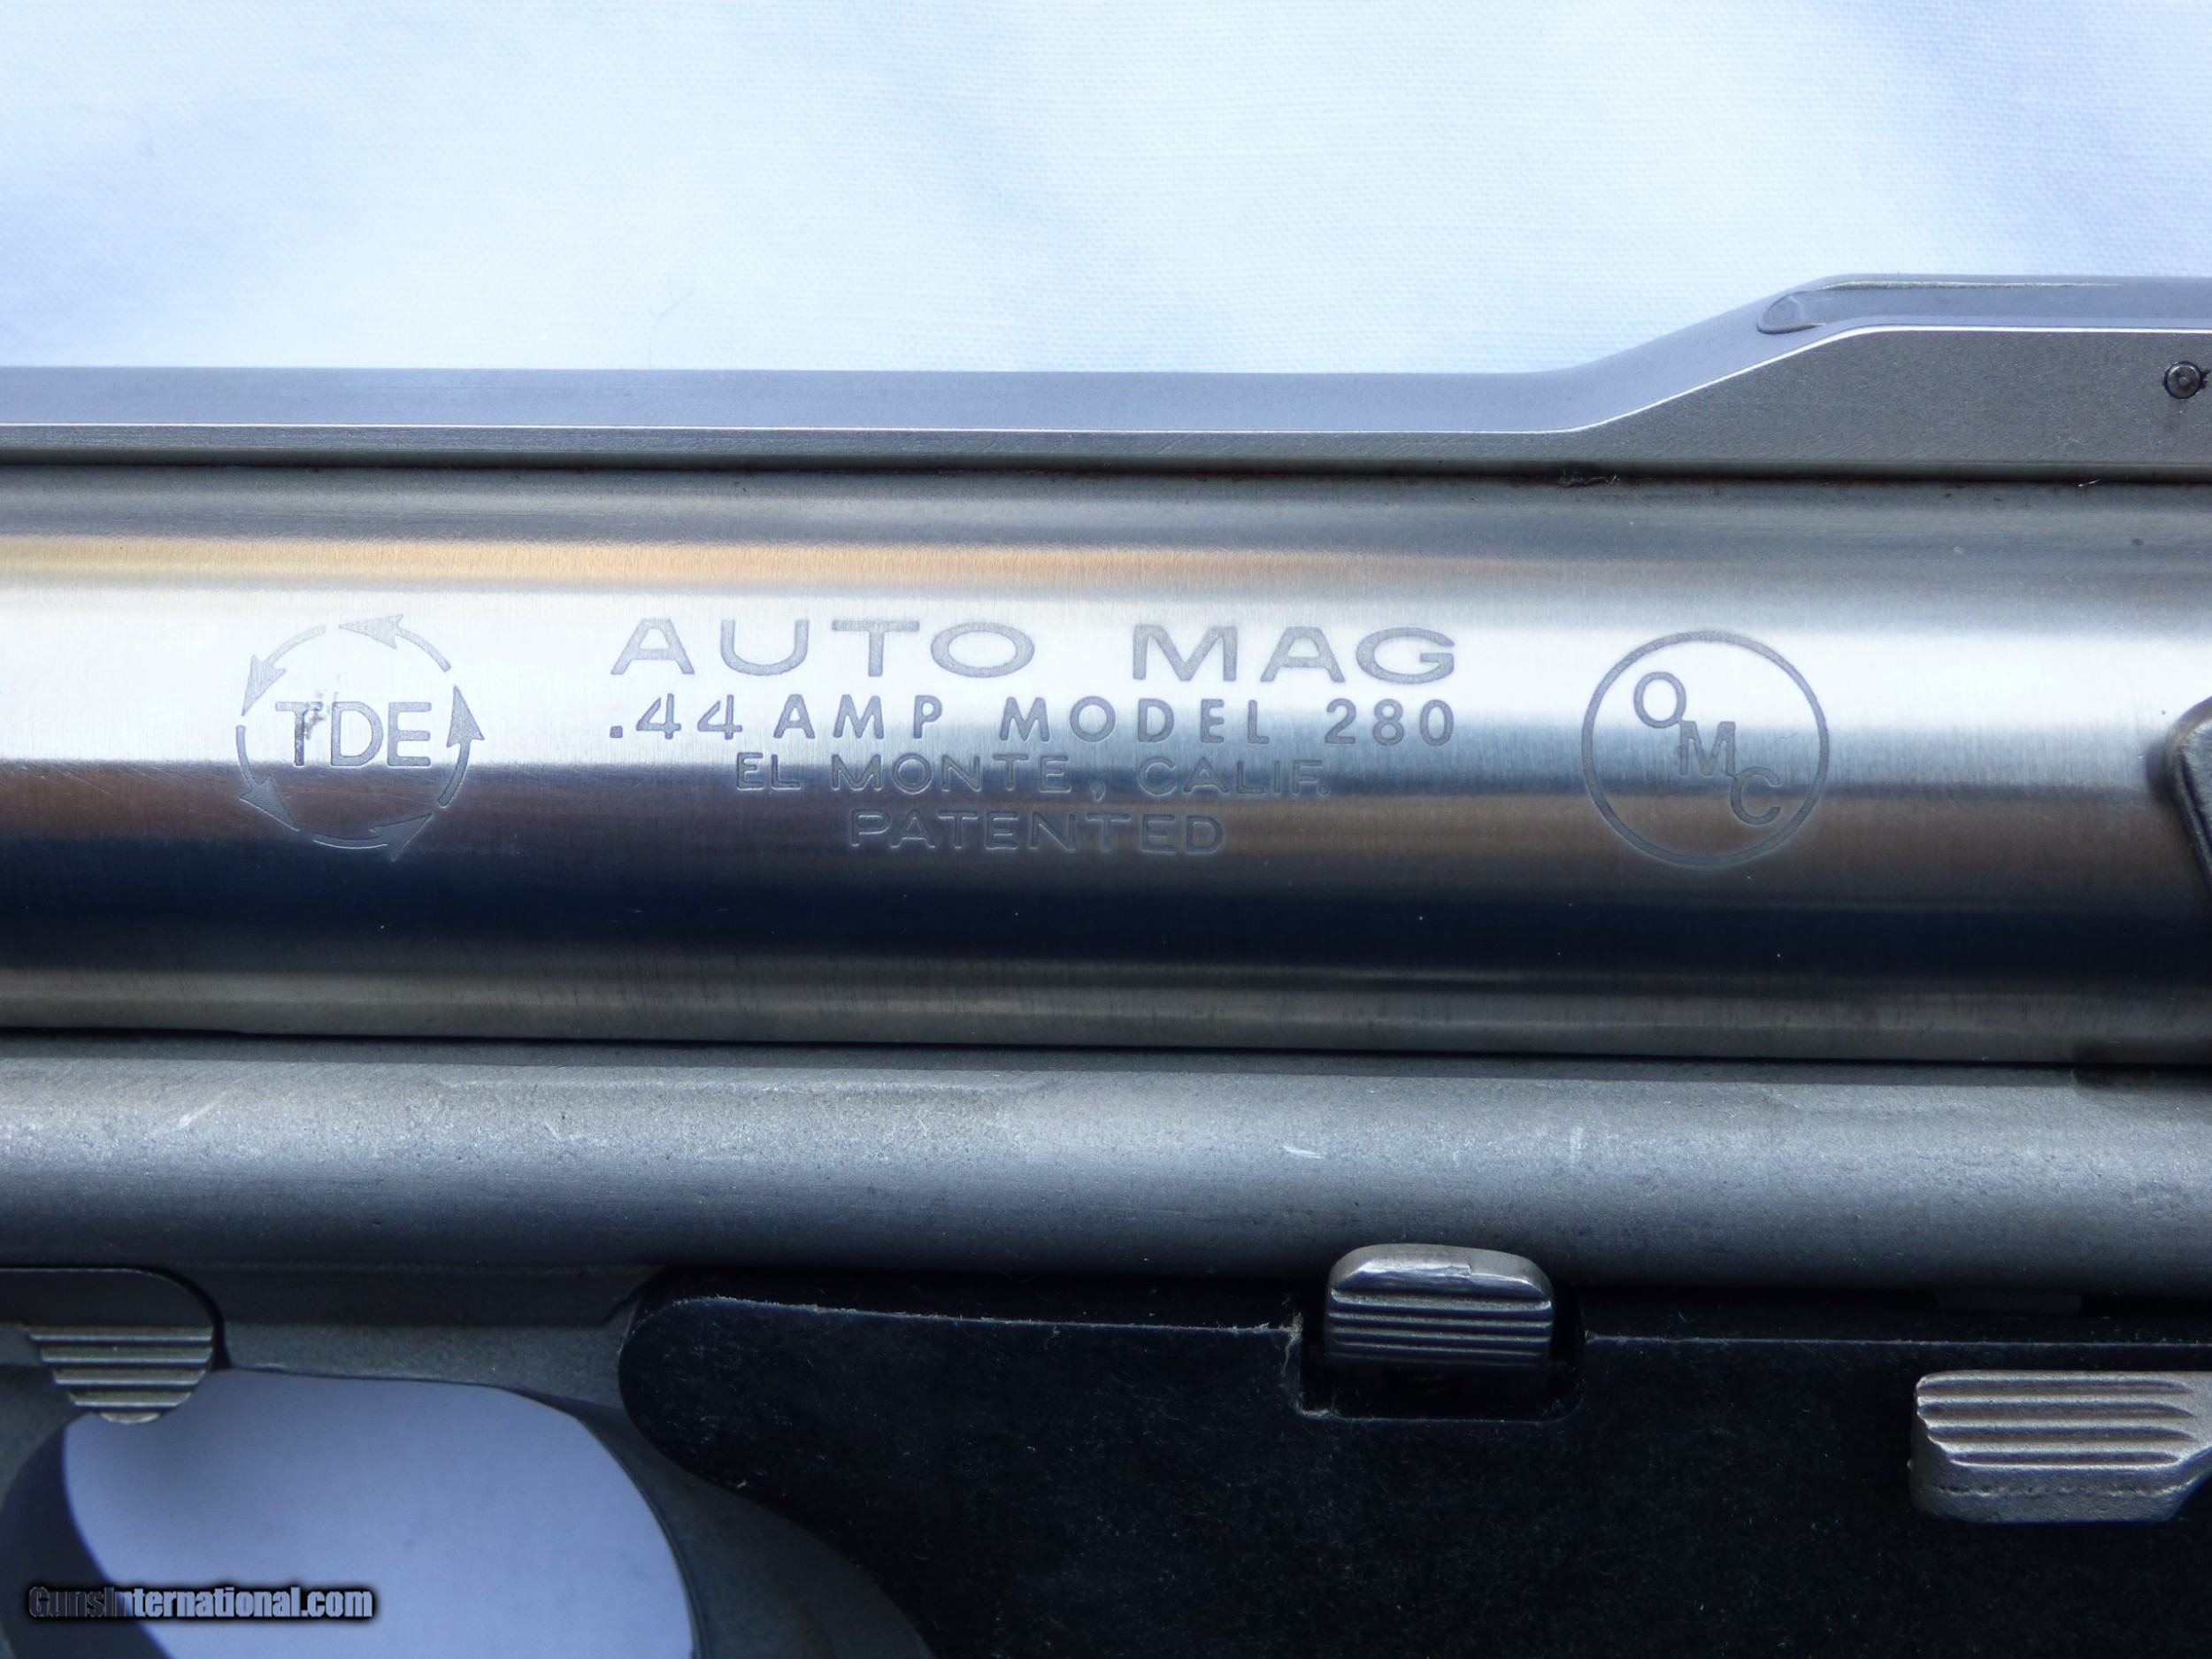 TDE
AUTO MAG
.44 AMP MODEL 280
EL MONTE, CALIF.
PATENTED
OMC
GunsInternational.com